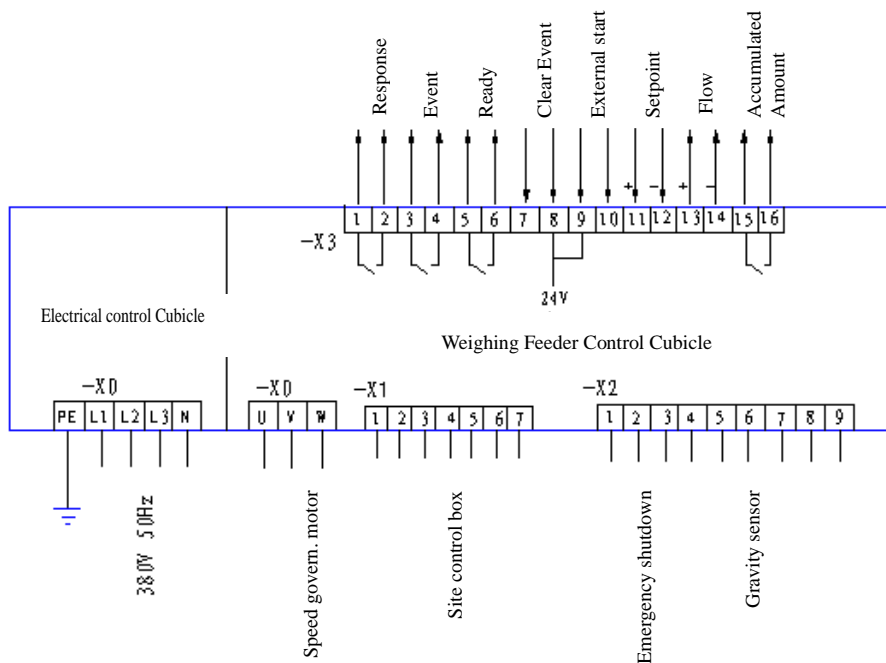 Response
Event
Ready
Clear Event
External start
Setpoint
Flow
Accumulated
Amount
+ - + -
1 2 3 4 5 6 7 8 9 10 11 12 13 14 15 16
-X3
24V
Electrical control Cubicle
Weighing Feeder Control Cubicle
-X0
PE L1 L2 L3 N
-X0
U V W
-X1
1 2 3 4 5 6 7
-X2
1 2 3 4 5 6 7 8 9
380V 50Hz
Speed govern. motor
Site control box
Emergency shutdown
Gravity sensor